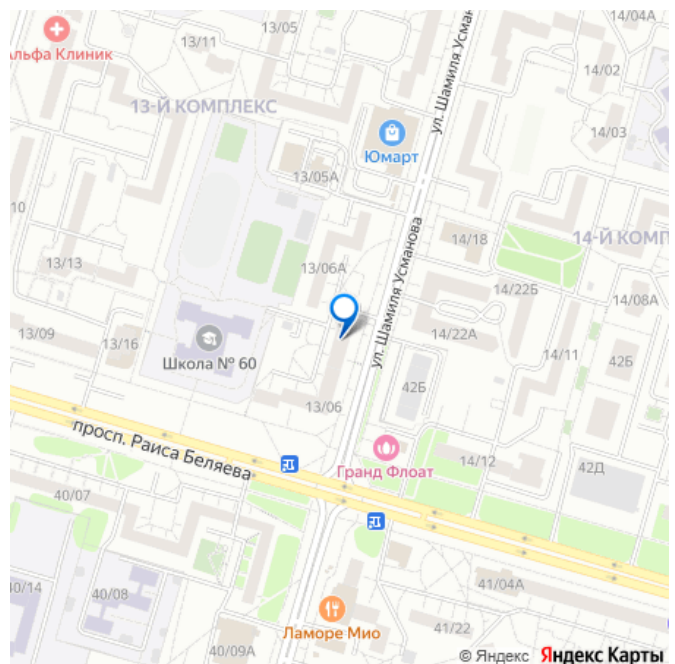 14/04А
13/05
13/11
Альфа Клиник
ул. Шамиля Усманова
14/02
13-Й КОМПЛЕКС
14/03
Юмарт
13/05А
10
14/18
14-Й КОМП
13/13
13/06А
14/22Б
14/08А
ул. Шамиля Усманова
13/09
13/16
14/22А
14/11
42Б
Школа № 60
42Б
13/06
просп. Раиса Беляева
Гранд Флоат
14/12
42Д
40/07
40/14
40/08
41/04А
Ламоре Мио
41/22
40/09А
© Яндекс Яндекс Карты